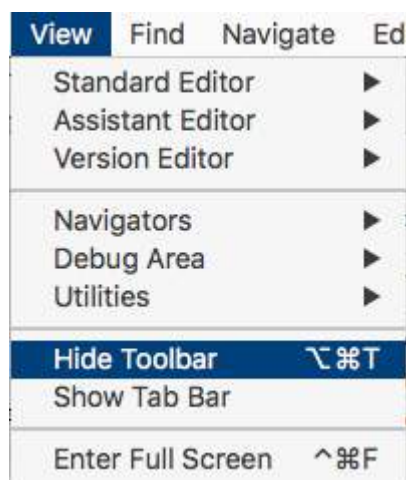 View Find Navigate Ed
Standard Editor ▶
Assistant Editor ▶
Version Editor ▶
Navigators ▶
Debug Area ▶
Utilities ▶
Hide Toolbar ⌥⌘T
Show Tab Bar
Enter Full Screen ^⌘F